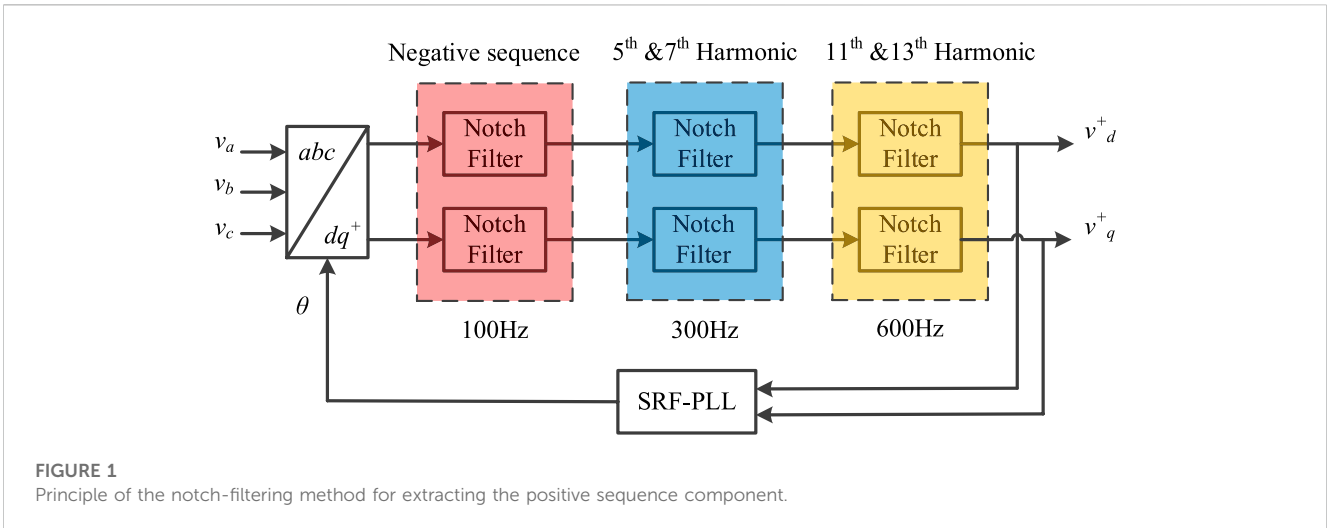 Negative sequence
5th &7th Harmonic
11th &13th Harmonic
va
vb
vc
abc
dq+
Notch
Filter
Notch
Filter
Notch
Filter
Notch
Filter
Notch
Filter
Notch
Filter
v+d
v+q
θ
100Hz
300Hz
600Hz
SRF-PLL
FIGURE 1
Principle of the notch-filtering method for extracting the positive sequence component.